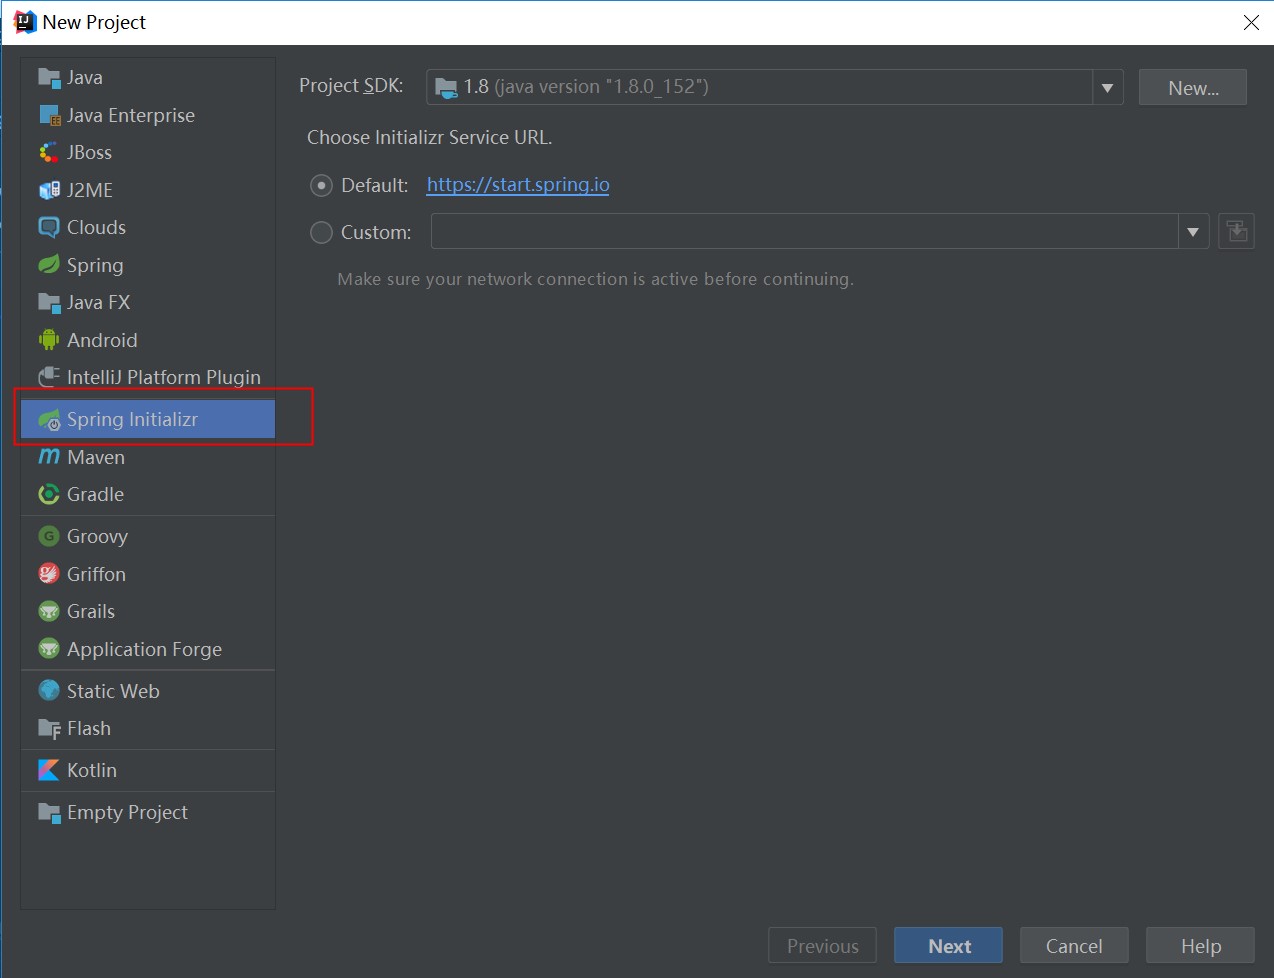 New Project
Java
Java Enterprise
JBoss
J2ME
Clouds
Spring
Java FX
Android
IntelliJ Platform Plugin
Spring Initializr
Maven
Gradle
Groovy
Griffon
Grails
Application Forge
Static Web
Flash
Kotlin
Empty Project
Project SDK: 1.8 (java version "1.8.0_152") New...
Choose Initializr Service URL.
Default: https://start.spring.io
Custom:
Make sure your network connection is active before continuing.
Previous Next Cancel Help